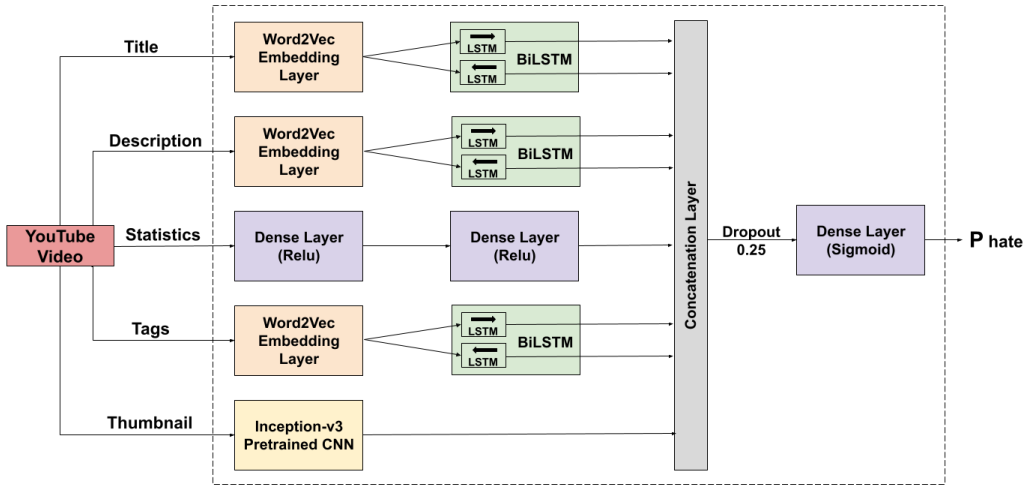 Title
Word2Vec
Embedding
Layer
LSTM
LSTM
BiLSTM
Description
Word2Vec
Embedding
Layer
LSTM
LSTM
BiLSTM
YouTube
Video
Statistics
Dense Layer
(Relu)
Dense Layer
(Relu)
Tags
Word2Vec
Embedding
Layer
LSTM
LSTM
BiLSTM
Thumbnail
Inception-v3
Pretrained CNN
Concatenation Layer
Dropout
0.25
Dense Layer
(Sigmoid)
P hate